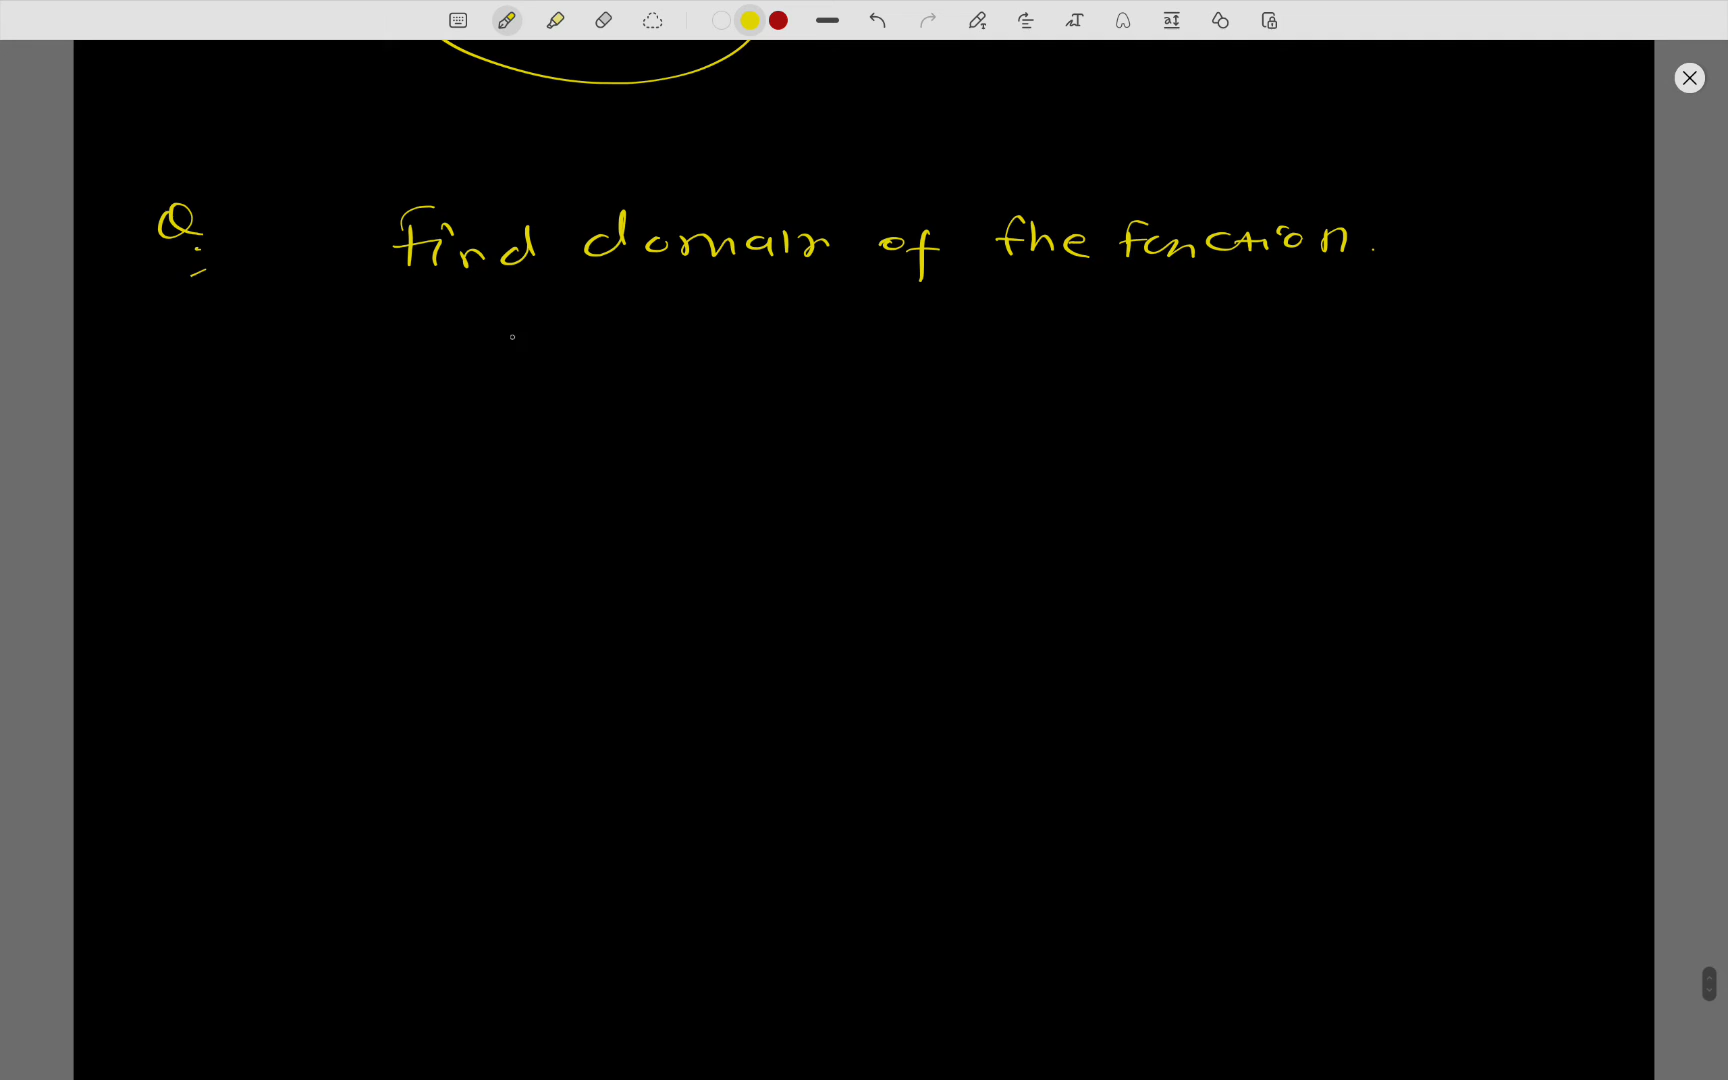 Q. Find domain of the function.